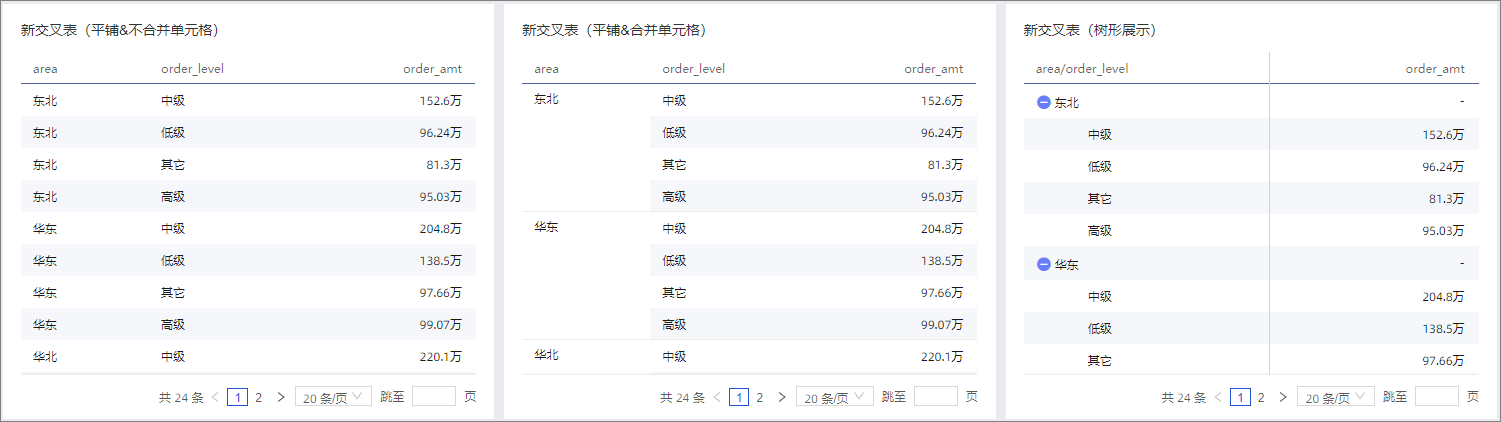 新交叉表（平铺&不合并单元格）
area order_level order_amt
东北 中级 152.6万
东北 低级 96.24万
东北 其它 81.3万
东北 高级 95.03万
华东 中级 204.8万
华东 低级 138.5万
华东 其它 97.66万
华东 高级 99.07万
华北 中级 220.1万
共 24 条 < 1 2 > 20 条/页 跳至 页
新交叉表（平铺&合并单元格）
area order_level order_amt
东北 中级 152.6万
低级 96.24万
其它 81.3万
高级 95.03万
华东 中级 204.8万
低级 138.5万
其它 97.66万
高级 99.07万
华北 中级 220.1万
共 24 条 < 1 2 > 20 条/页 跳至 页
新交叉表（树形展示）
area/order_level order_amt
东北 -
中级 152.6万
低级 96.24万
其它 81.3万
高级 95.03万
华东 -
中级 204.8万
低级 138.5万
其它 97.66万
共 24 条 < 1 2 > 20 条/页 跳至 页